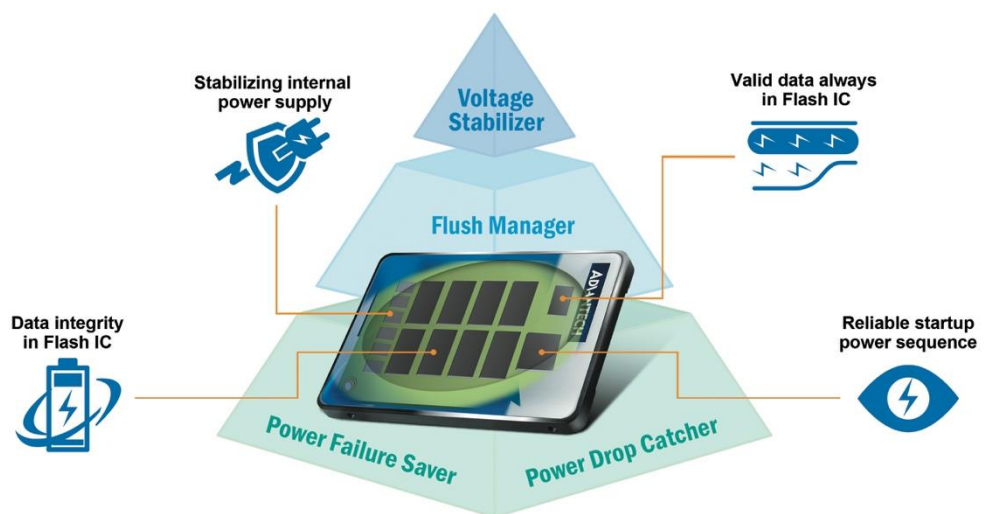 Stabilizing internal
power supply
Voltage
Stabilizer
Valid data always
in Flash IC
Flush Manager
ADVANTECH
Data integrity
in Flash IC
Reliable startup
power sequence
Power Failure Saver
Power Drop Catcher